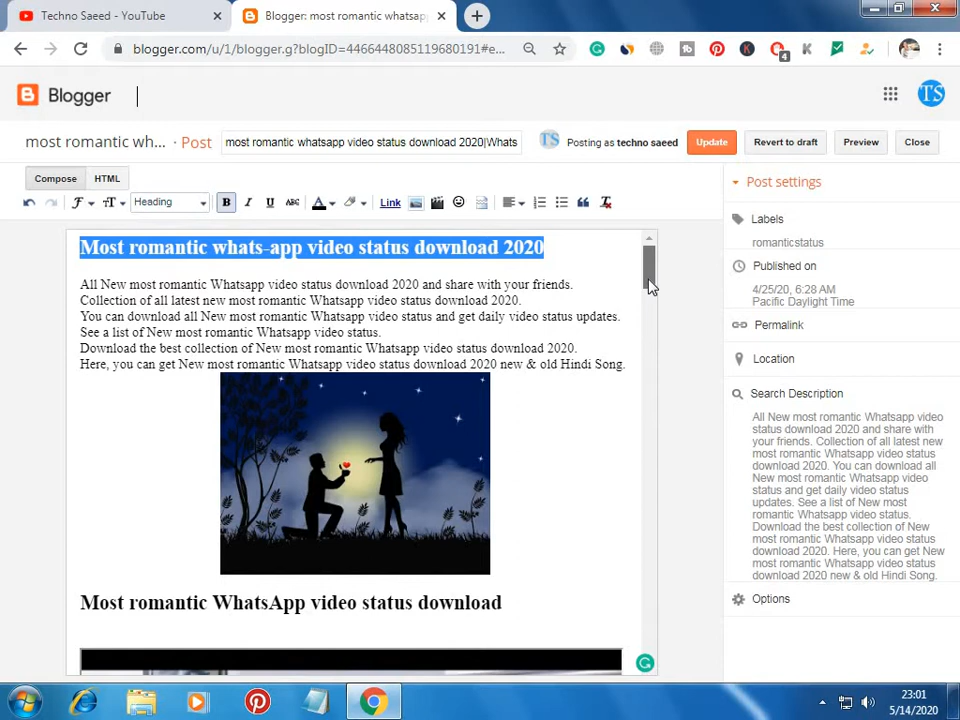 Techno Saeed - YouTube
Blogger: most romantic whatsapp
blogger.com/u/1/blogger.g?blogID=4466448085119680191#e...
4
Blogger
TS
most romantic wh... · Post
most romantic whatsapp video status download 2020|Whats
TS
Posting as techno saeed
Update
Revert to draft
Preview
Close
Compose
HTML
Heading
B
I
U
ABC
A
Link
Post settings
Labels
romanticstatus
Published on
4/25/20, 6:28 AM
Pacific Daylight Time
Permalink
Location
Search Description
All New most romantic Whatsapp video
status download 2020 and share with
your friends. Collection of all latest new
most romantic Whatsapp video status
download 2020. You can download all
New most romantic Whatsapp video
status and get daily video status
updates. See a list of New most
romantic Whatsapp video status.
Download the best collection of New
most romantic Whatsapp video status
download 2020. Here, you can get New
most romantic Whatsapp video status
download 2020 new & old Hindi Song.
Options
Most romantic whats-app video status download 2020
All New most romantic Whatsapp video status download 2020 and share with your friends.
Collection of all latest new most romantic Whatsapp video status download 2020.
You can download all New most romantic Whatsapp video status and get daily video status updates.
See a list of New most romantic Whatsapp video status.
Download the best collection of New most romantic Whatsapp video status download 2020.
Here, you can get New most romantic Whatsapp video status download 2020 new & old Hindi Song.
Most romantic WhatsApp video status download
23:01
5/14/2020